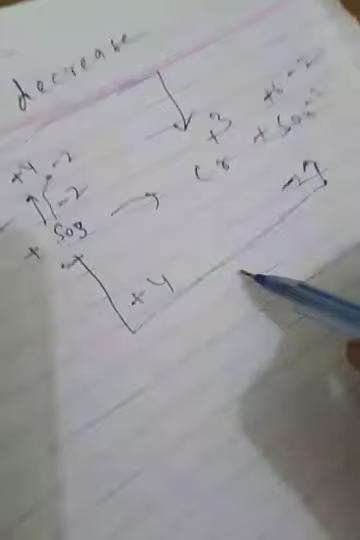 decrease
+3
+6 -2
Cr + SO4
+4 -2
-2
+ SO3 →
+4